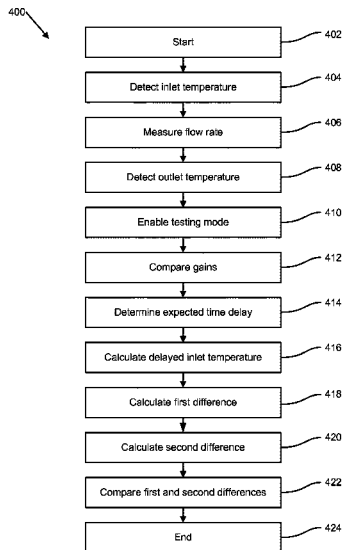 400
Start
402
Detect inlet temperature
404
Measure flow rate
406
Detect outlet temperature
408
Enable testing mode
410
Compare gains
412
Determine expected time delay
414
Calculate delayed inlet temperature
416
Calculate first difference
418
Calculate second difference
420
Compare first and second differences
422
End
424